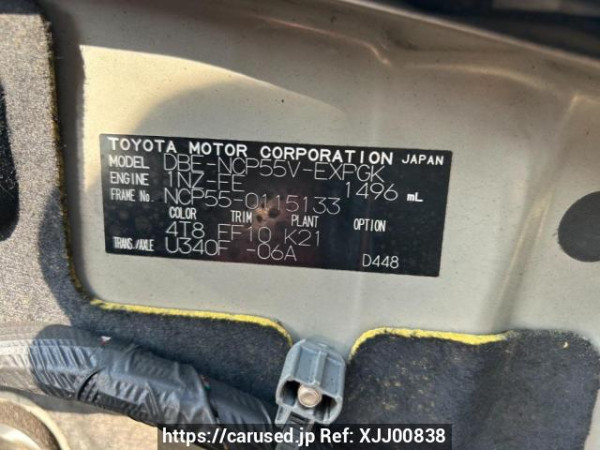 TOYOTA MOTOR CORPORATION JAPAN
MODEL DBE-NCP55V-EXPGK
ENGINE 1NZ-FE 1496 mL
FRAME No. NCP55-0115133
COLOR TRIM PLANT OPTION
4T8 FF10 K21
TRANS./AXLE U340F -06A D448
https://carused.jp Ref: XJJ00838